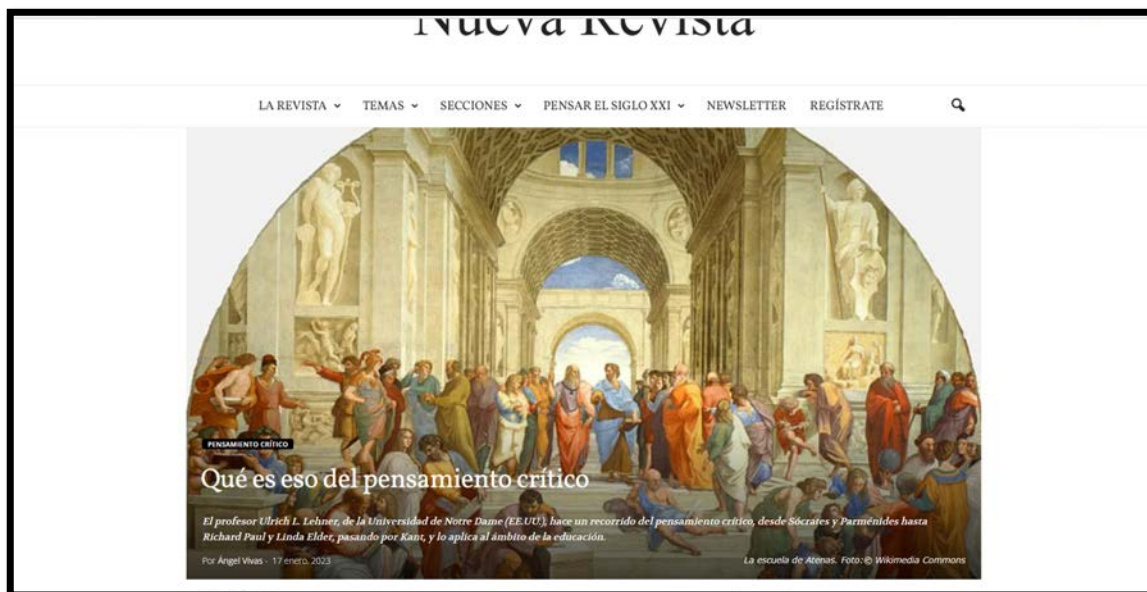 Nueva Revista
LA REVISTA TEMAS SECCIONES PENSAR EL SIGLO XXI NEWSLETTER REGÍSTRATE
PENSAMIENTO CRÍTICO
Qué es eso del pensamiento crítico
El profesor Ulrich L. Lehner, de la Universidad de Notre Dame (EE.UU.), hace un recorrido del pensamiento crítico, desde Sócrates y Parménides hasta
Richard Paul y Linda Elder, pasando por Kant, y lo aplica al ámbito de la educación.
Por Ángel Vivas - 17 enero, 2023 La escuela de Atenas. Foto:© Wikimedia Commons